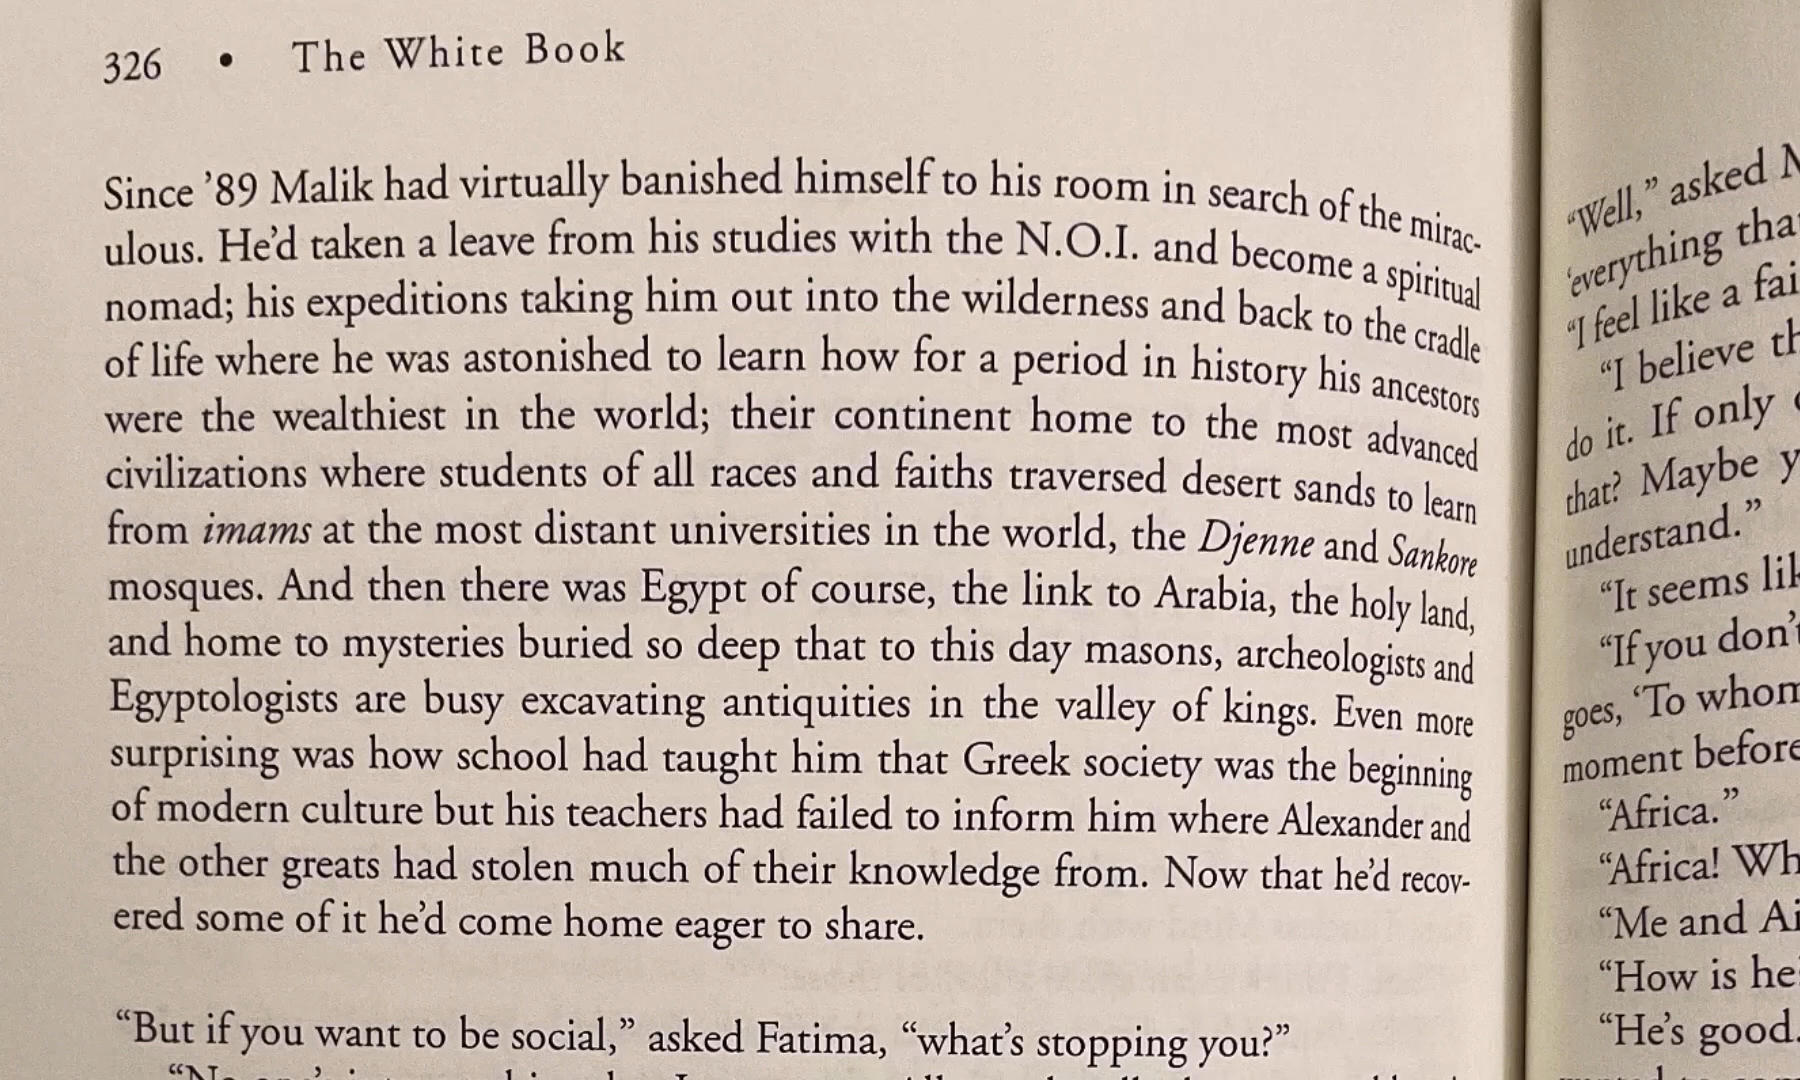 326 • The White Book
Since ’89 Malik had virtually banished himself to his room in search of the mirac-
ulous. He’d taken a leave from his studies with the N.O.I. and become a spiritual
nomad; his expeditions taking him out into the wilderness and back to the cradle
of life where he was astonished to learn how for a period in history his ancestors
were the wealthiest in the world; their continent home to the most advanced
civilizations where students of all races and faiths traversed desert sands to learn
from imams at the most distant universities in the world, the Djenne and Sankore
mosques. And then there was Egypt of course, the link to Arabia, the holy land,
and home to mysteries buried so deep that to this day masons, archeologists and
Egyptologists are busy excavating antiquities in the valley of kings. Even more
surprising was how school had taught him that Greek society was the beginning
of modern culture but his teachers had failed to inform him where Alexander and
the other greats had stolen much of their knowledge from. Now that he’d recov-
ered some of it he’d come home eager to share.
“But if you want to be social,” asked Fatima, “what’s stopping you?”
“Well,” asked
‘everything
“I feel like a
“I believe
do it. If only
that? Maybe
understand.”
“It seems
“If you don’t
goes, ‘To whom
moment before
“Africa.”
“Africa!
“Me and
“How is he
“He’s good.